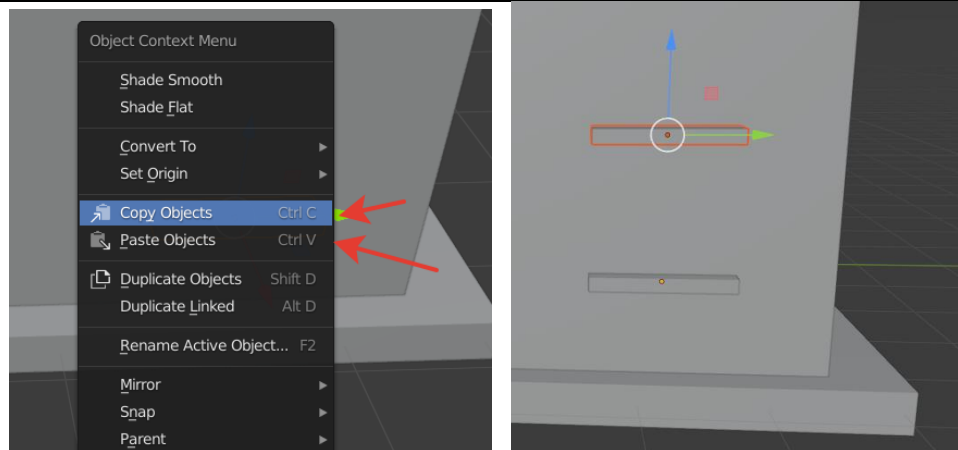 Object Context Menu
Shade Smooth
Shade Flat
Convert To
Set Origin
Copy Objects Ctrl C
Paste Objects Ctrl V
Duplicate Objects Shift D
Duplicate Linked Alt D
Rename Active Object... F2
Mirror
Snap
Parent